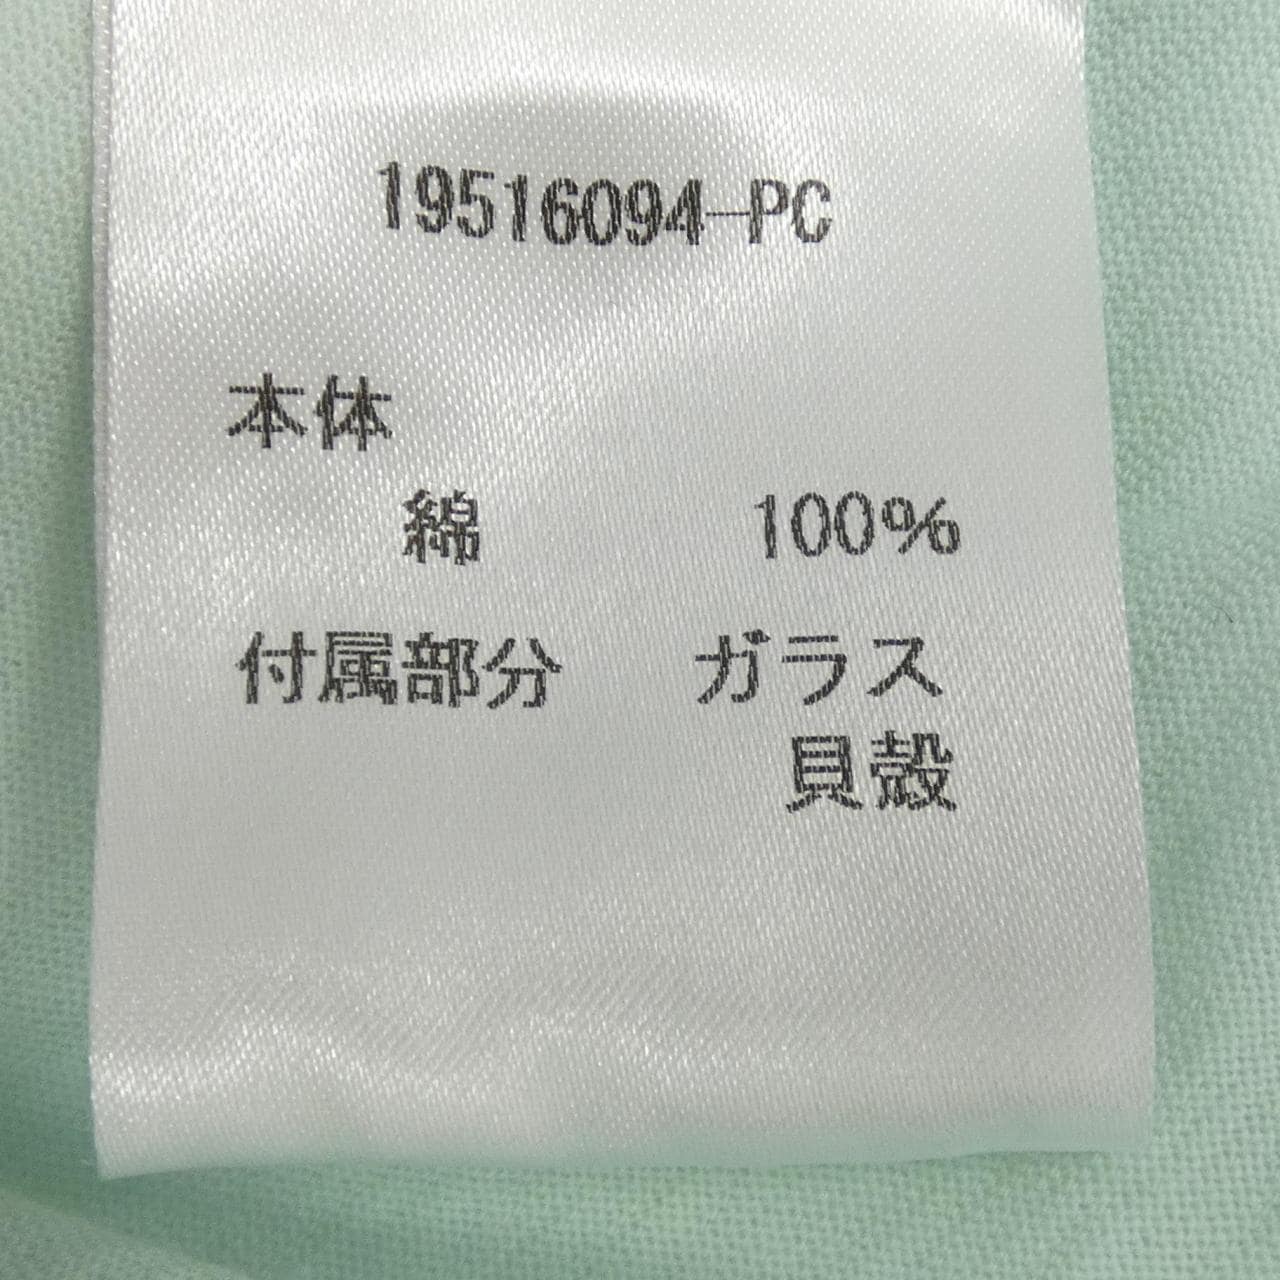 19516094-PC
本体
綿 100%
付属部分 ガラス
貝殻